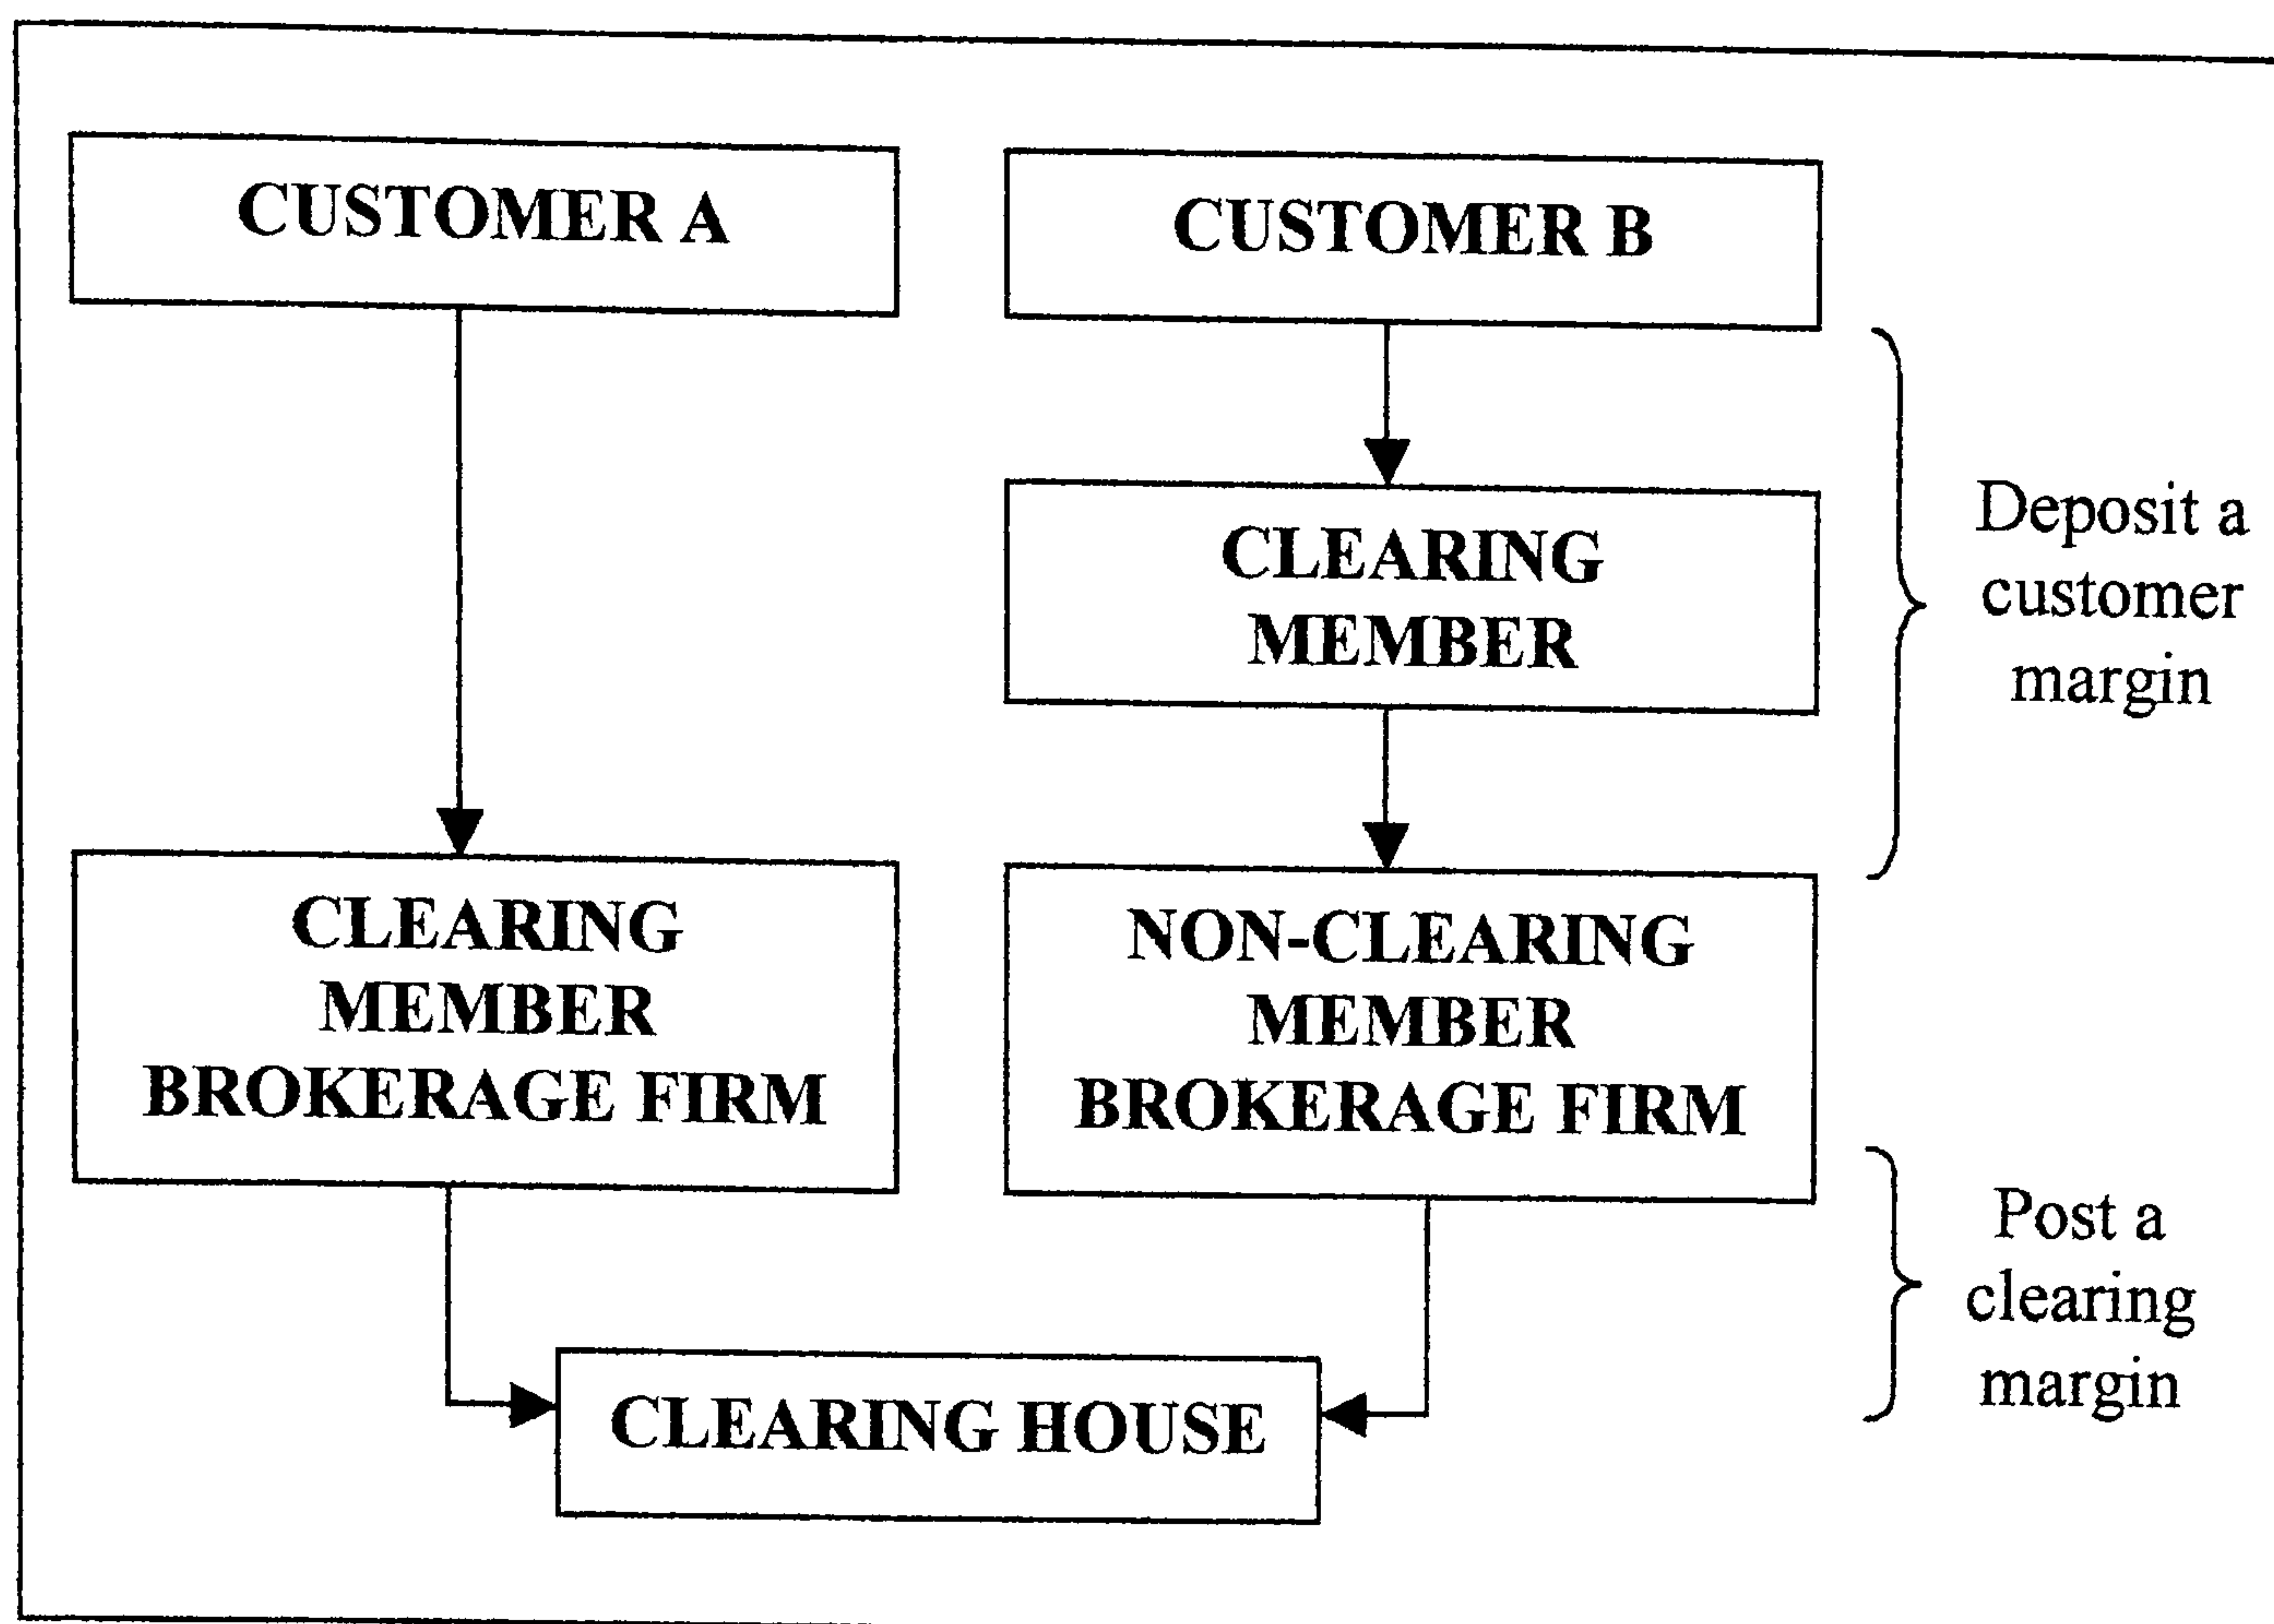 CUSTOMER A
CUSTOMER B
CLEARING
MEMBER
Deposit a
customer
margin
CLEARING
MEMBER
BROKERAGE FIRM
NON-CLEARING
MEMBER
BROKERAGE FIRM
Post a
clearing
margin
CLEARING HOUSE